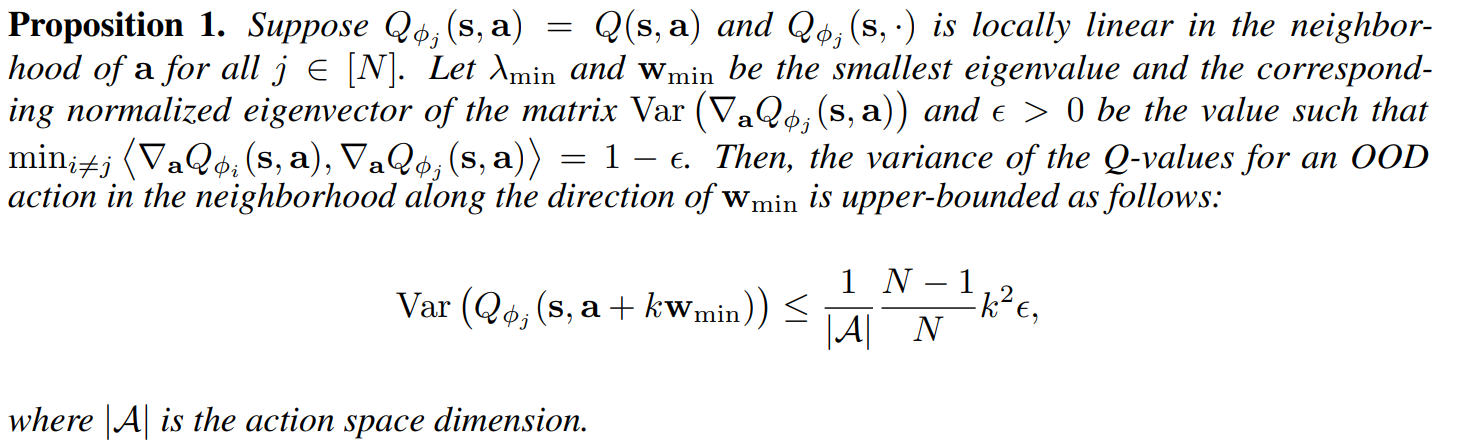 Proposition 1. Suppose Q_{ϕ_j}(s, a) = Q(s, a) and Q_{ϕ_j}(s, ·) is locally linear in the neighbor-
hood of a for all j ∈ [N]. Let λ_min and w_min be the smallest eigenvalue and the correspond-
ing normalized eigenvector of the matrix Var (∇_a Q_{ϕ_j}(s, a)) and ϵ > 0 be the value such that
min_{i≠j} ⟨∇_a Q_{ϕ_i}(s, a), ∇_a Q_{ϕ_j}(s, a)⟩ = 1 − ϵ. Then, the variance of the Q-values for an OOD
action in the neighborhood along the direction of w_min is upper-bounded as follows:
Var (Q_{ϕ_j}(s, a + kw_min)) ≤ \frac{1}{|𝒜|} \frac{N − 1}{N} k^2 ϵ,
where |𝒜| is the action space dimension.